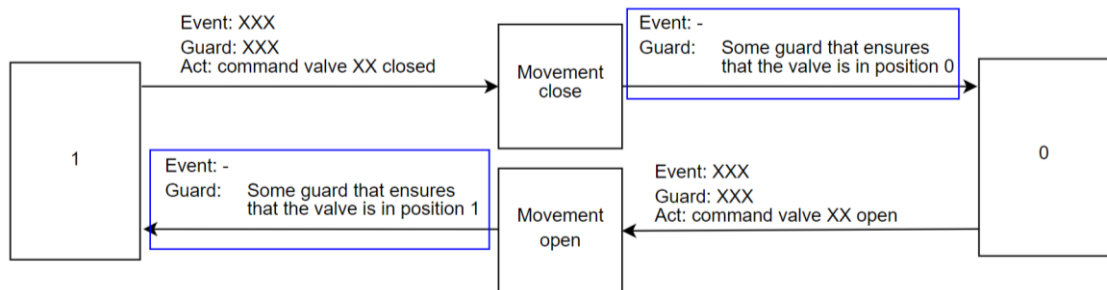 Event: XXX
Guard: XXX
Act: command valve XX closed
Movement
close
Event: -
Guard: Some guard that ensures
that the valve is in position 0
1
0
Event: -
Guard: Some guard that ensures
that the valve is in position 1
Movement
open
Event: XXX
Guard: XXX
Act: command valve XX open